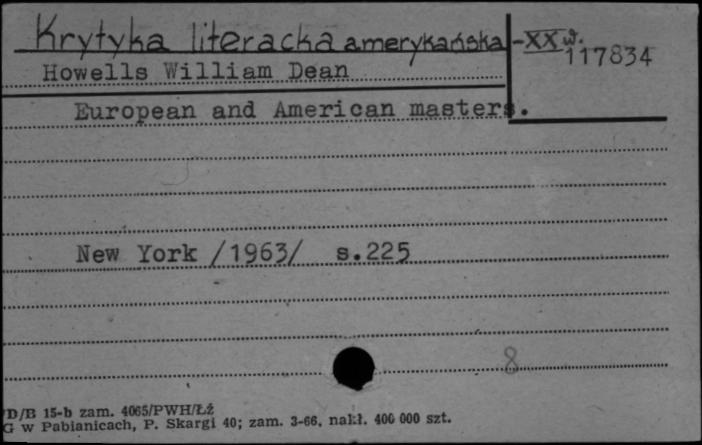 Krytyka literacka amerykańska - XX w.
117834
Howells William Dean
European and American masters.
New York /1963/ s.225
8
D/B 15-b zam. 4065/PWH/Łź
G w Pabianicach, P. Skargi 40; zam. 3-66. nakł. 400 000 szt.